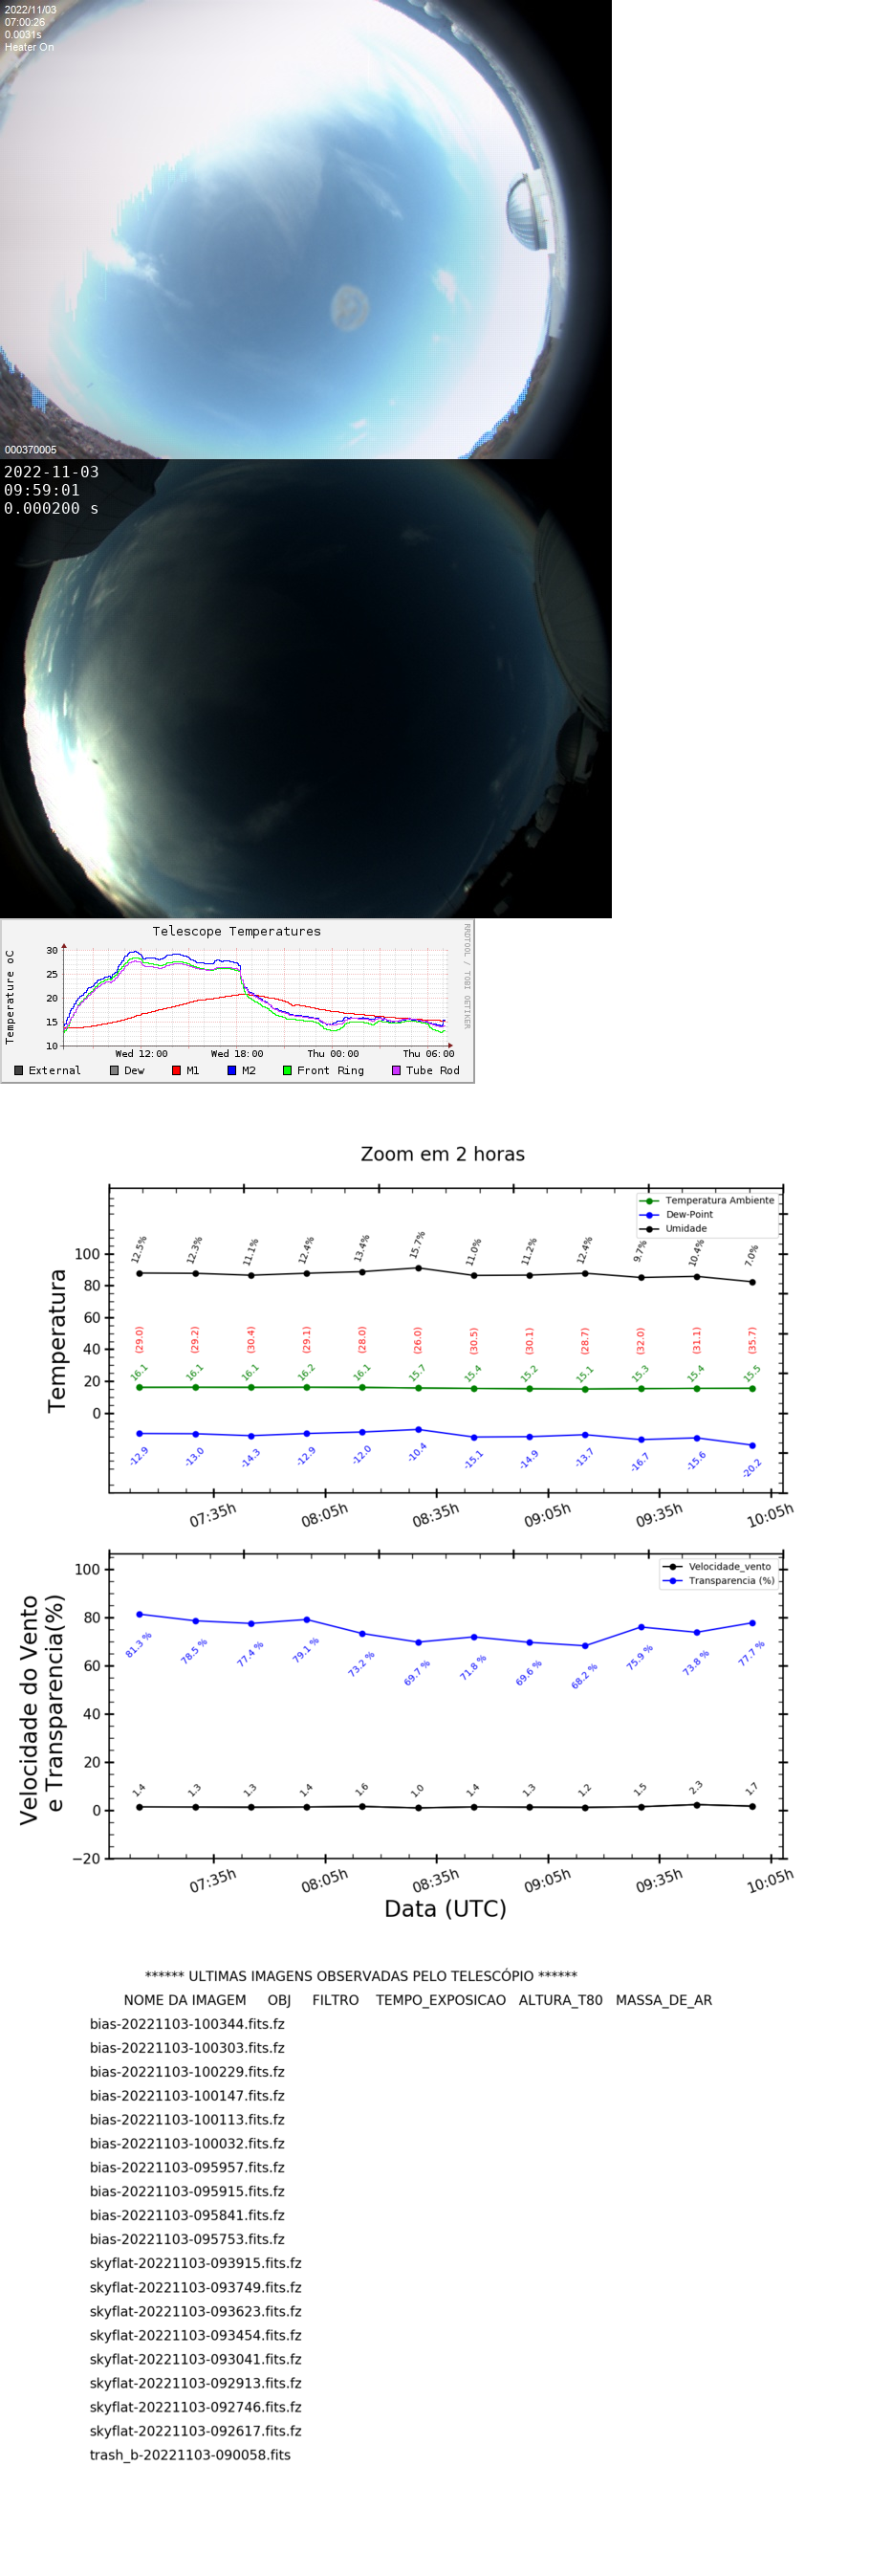 2022/11/03
07:00:26
0.0031s
Heater On
000370005
2022-11-03
09:59:01
0.000200 s
Telescope Temperatures
RRDTOOL / TOBI OETIKER
Temperature oC
30
25
20
15
10
Wed 12:00 Wed 18:00 Thu 00:00 Thu 06:00
External Dew M1 M2 Front Ring Tube Rod
Zoom em 2 horas
Temperatura Ambiente
Dew-Point
Umidade
Temperatura
100
80
60
40
20
0
12.5% 12.3% 11.1% 12.4% 13.4% 15.7% 11.0% 11.2% 12.4% 9.7% 10.4% 7.0%
(29.0) (29.2) (30.4) (29.1) (28.0) (26.0) (30.5) (30.1) (28.7) (32.0) (31.1) (35.7)
16.1 16.1 16.1 16.2 16.1 15.7 15.4 15.2 15.1 15.3 15.4 15.5
-12.9 -13.0 -14.3 -12.9 -12.0 -10.4 -15.1 -14.9 -13.7 -16.7 -15.6 -20.2
07:35h 08:05h 08:35h 09:05h 09:35h 10:05h
Velocidade_vento
Transparencia (%)
Velocidade do Vento
e Transparencia(%)
100
80
60
40
20
0
−20
81.3 % 78.5 % 77.4 % 79.1 % 73.2 % 69.7 % 71.8 % 69.6 % 68.2 % 75.9 % 73.8 % 77.7 %
1.4 1.3 1.3 1.4 1.6 1.0 1.4 1.3 1.2 1.5 2.3 1.7
07:35h 08:05h 08:35h 09:05h 09:35h 10:05h
Data (UTC)
****** ULTIMAS IMAGENS OBSERVADAS PELO TELESCÓPIO ******
NOME DA IMAGEM OBJ FILTRO TEMPO_EXPOSICAO ALTURA_T80 MASSA_DE_AR
bias-20221103-100344.fits.fz
bias-20221103-100303.fits.fz
bias-20221103-100229.fits.fz
bias-20221103-100147.fits.fz
bias-20221103-100113.fits.fz
bias-20221103-100032.fits.fz
bias-20221103-095957.fits.fz
bias-20221103-095915.fits.fz
bias-20221103-095841.fits.fz
bias-20221103-095753.fits.fz
skyflat-20221103-093915.fits.fz
skyflat-20221103-093749.fits.fz
skyflat-20221103-093623.fits.fz
skyflat-20221103-093454.fits.fz
skyflat-20221103-093041.fits.fz
skyflat-20221103-092913.fits.fz
skyflat-20221103-092746.fits.fz
skyflat-20221103-092617.fits.fz
trash_b-20221103-090058.fits